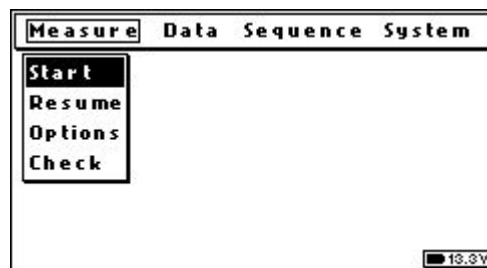 Measure Data Sequence System
Start
Resume
Options
Check
13.3V